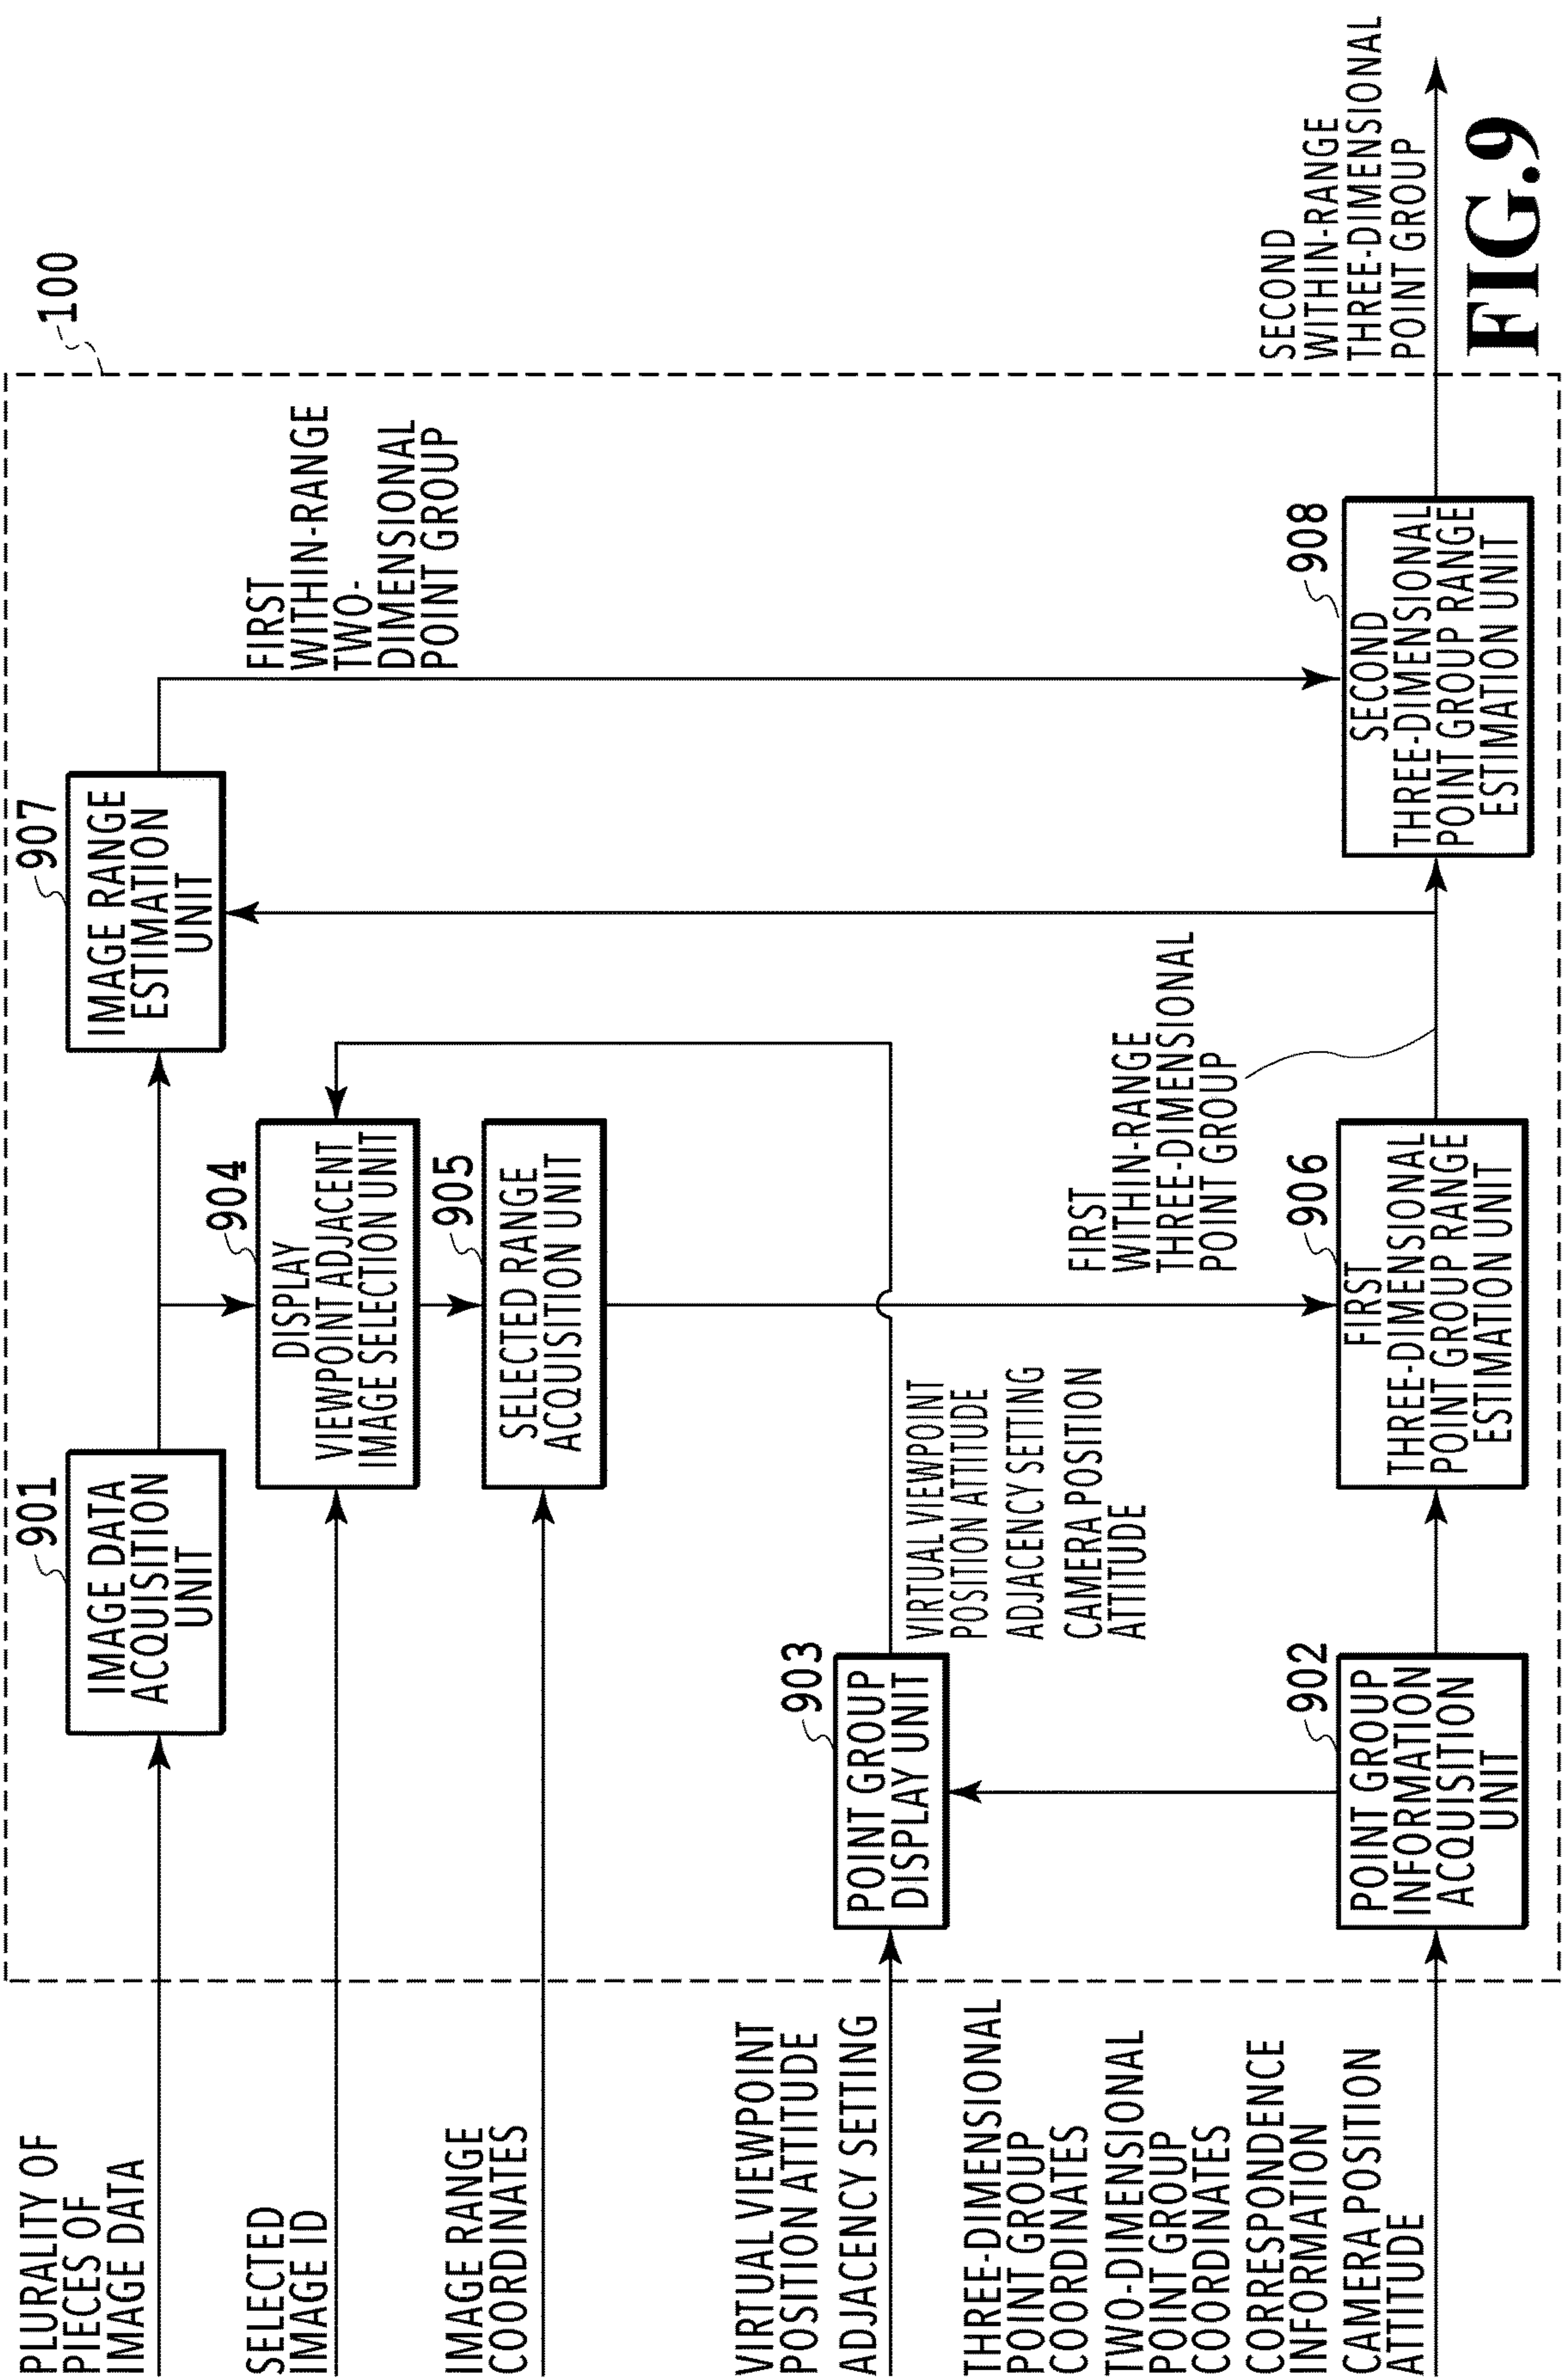 100
PLURALITY OF
PIECES OF
IMAGE DATA
901
IMAGE DATA
ACQUISITION
UNIT
907
IMAGE RANGE
ESTIMATION
UNIT
FIRST
WITHIN-RANGE
TWO-
DIMENSIONAL
POINT GROUP
SELECTED
IMAGE ID
904
DISPLAY
VIEWPOINT ADJACENT
IMAGE SELECTION UNIT
IMAGE RANGE
COORDINATES
905
SELECTED RANGE
ACQUISITION UNIT
VIRTUAL VIEWPOINT
POSITION ATTITUDE
ADJACENCY SETTING
903
POINT GROUP
DISPLAY UNIT
VIRTUAL VIEWPOINT
POSITION ATTITUDE
ADJACENCY SETTING
CAMERA POSITION
ATTITUDE
THREE-DIMENSIONAL
POINT GROUP
COORDINATES
TWO-DIMENSIONAL
POINT GROUP
COORDINATES
CORRESPONDENCE
INFORMATION
CAMERA POSITION
ATTITUDE
902
POINT GROUP
INFORMATION
ACQUISITION
UNIT
906
FIRST
THREE-DIMENSIONAL
POINT GROUP RANGE
ESTIMATION UNIT
FIRST
WITHIN-RANGE
THREE-DIMENSIONAL
POINT GROUP
908
SECOND
THREE-DIMENSIONAL
POINT GROUP RANGE
ESTIMATION UNIT
SECOND
WITHIN-RANGE
THREE-DIMENSIONAL
POINT GROUP
FIG.9